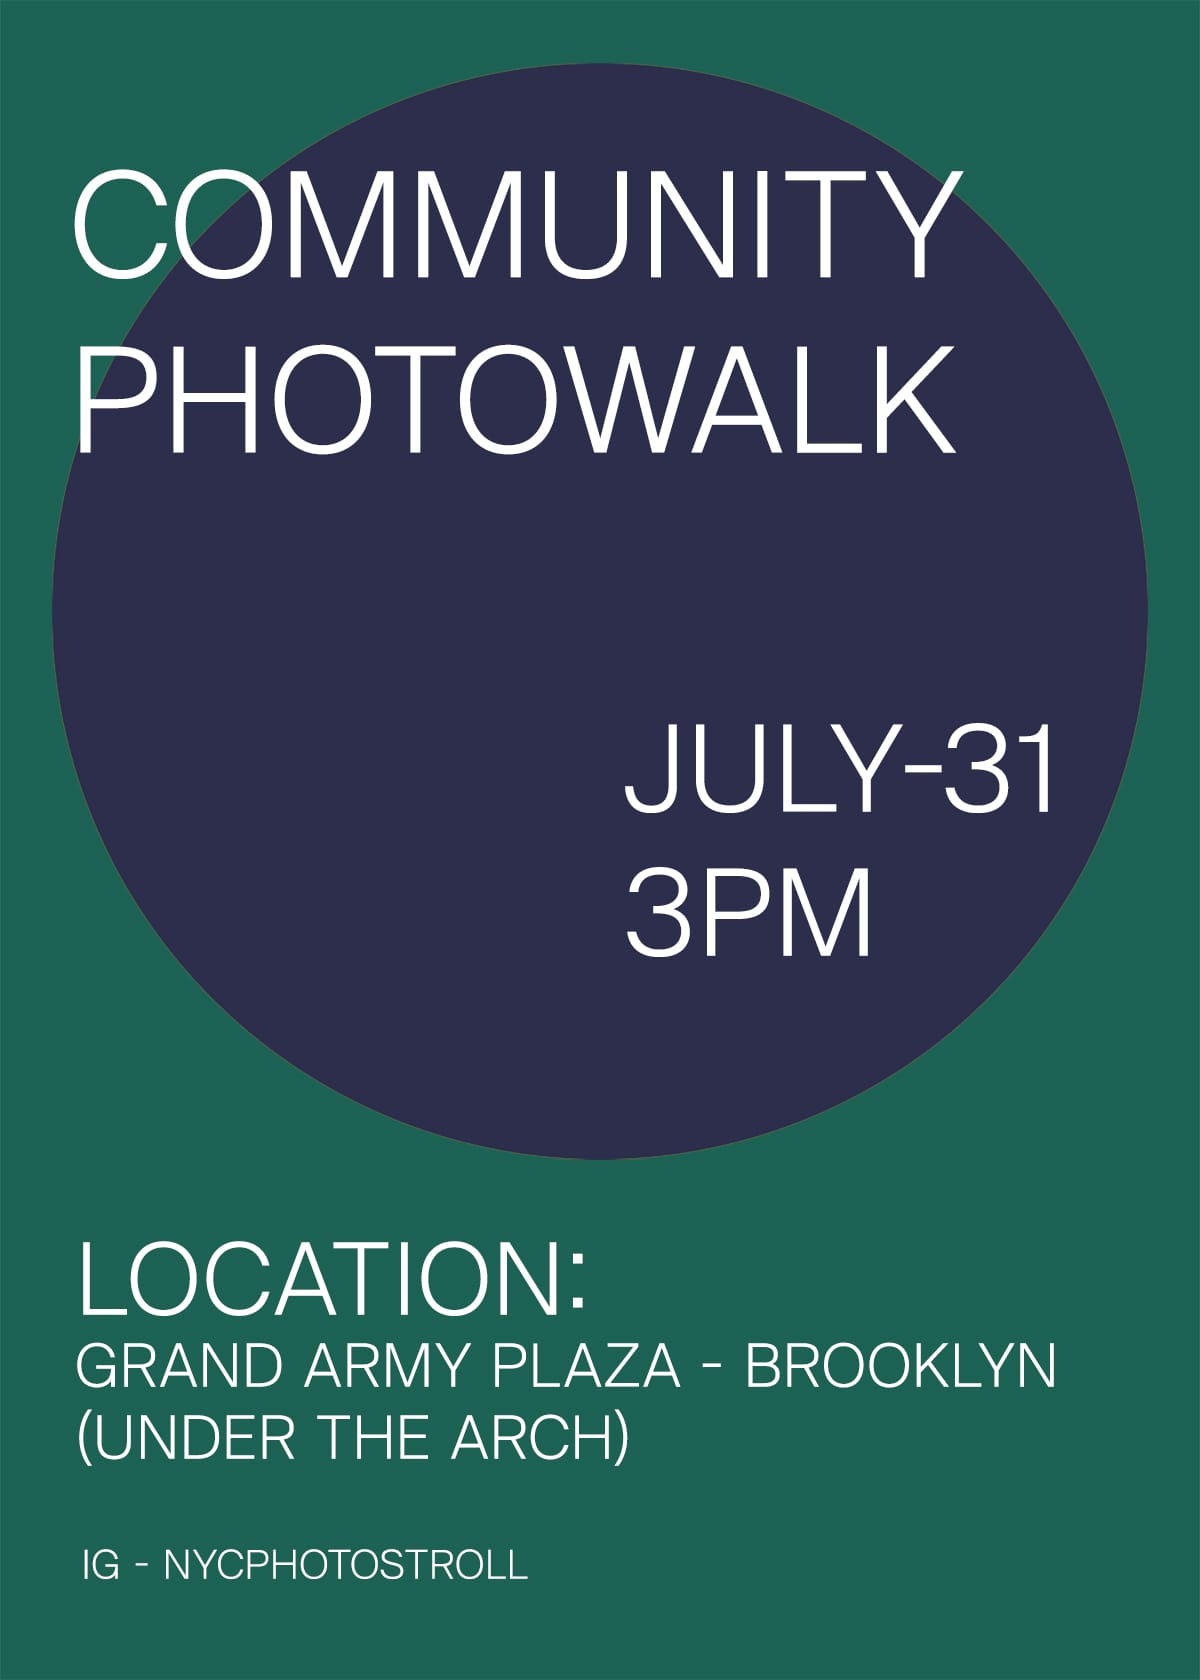 COMMUNITY
PHOTOWALK
JULY-31
3PM
LOCATION:
GRAND ARMY PLAZA - BROOKLYN
(UNDER THE ARCH)
IG - NYCPHOTOSTROLL